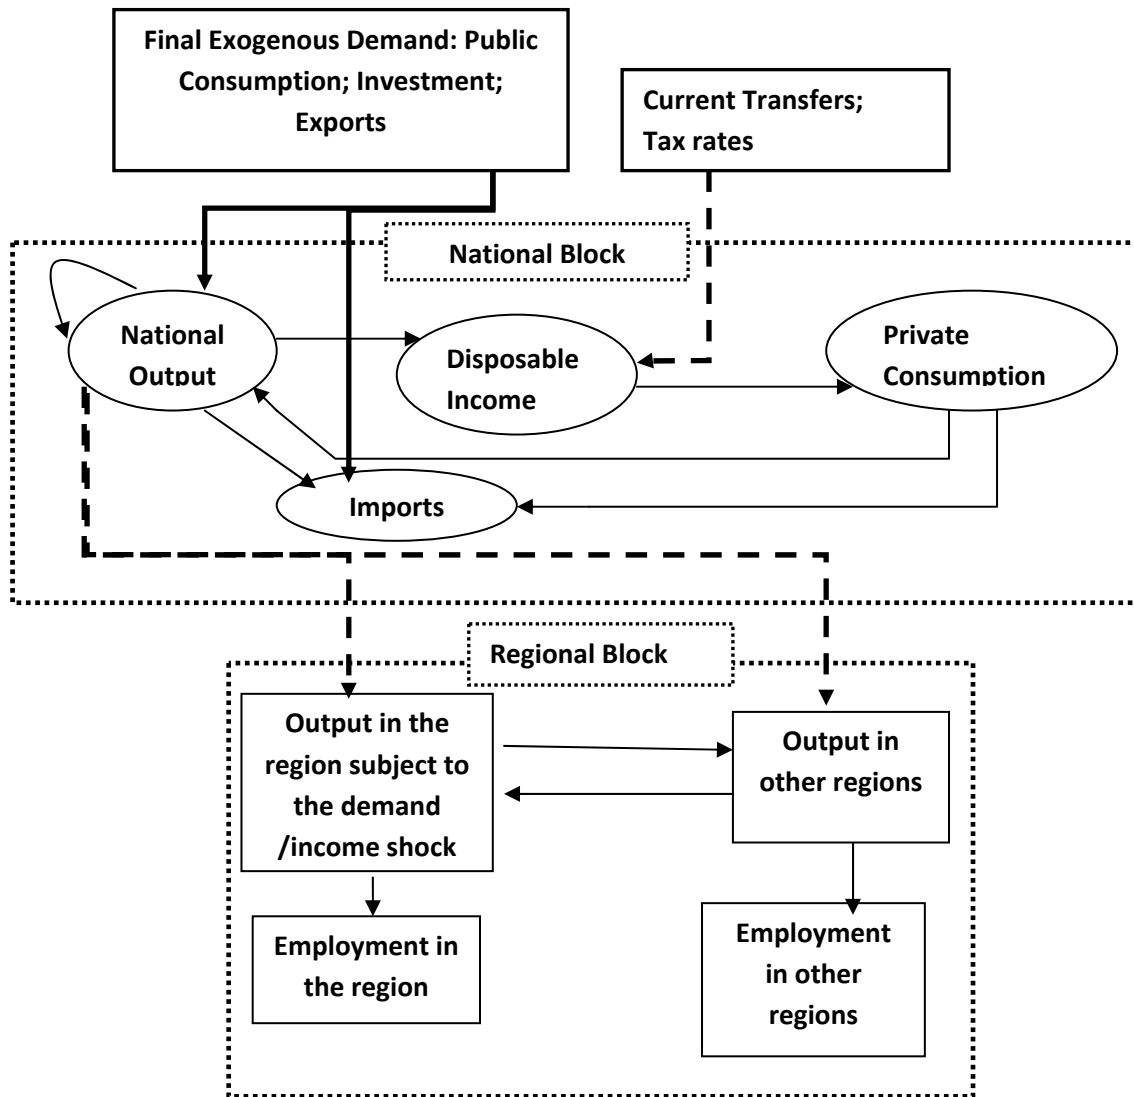 Final Exogenous Demand: Public
Consumption; Investment;
Exports
Current Transfers;
Tax rates
National Block
National
Output
Disposable
Income
Private
Consumption
Imports
Regional Block
Output in the
region subject to
the demand
/income shock
Output in
other regions
Employment in
the region
Employment
in other
regions